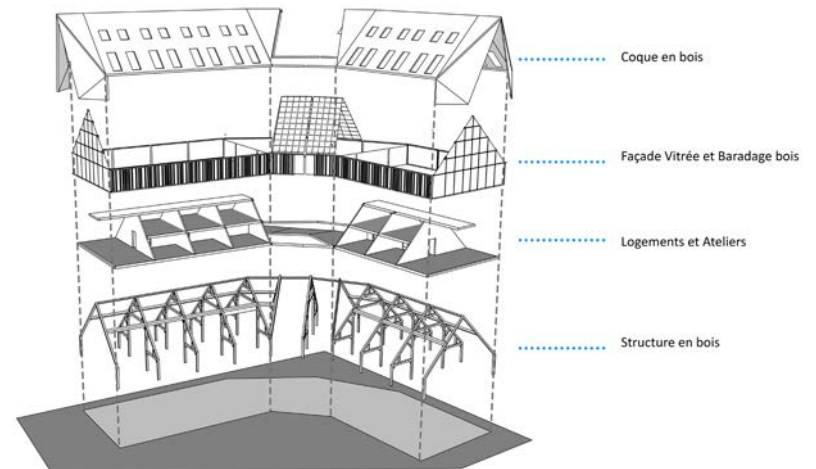 Coque en bois
Façade Vitrée et Baradage bois
Logements et Ateliers
Structure en bois